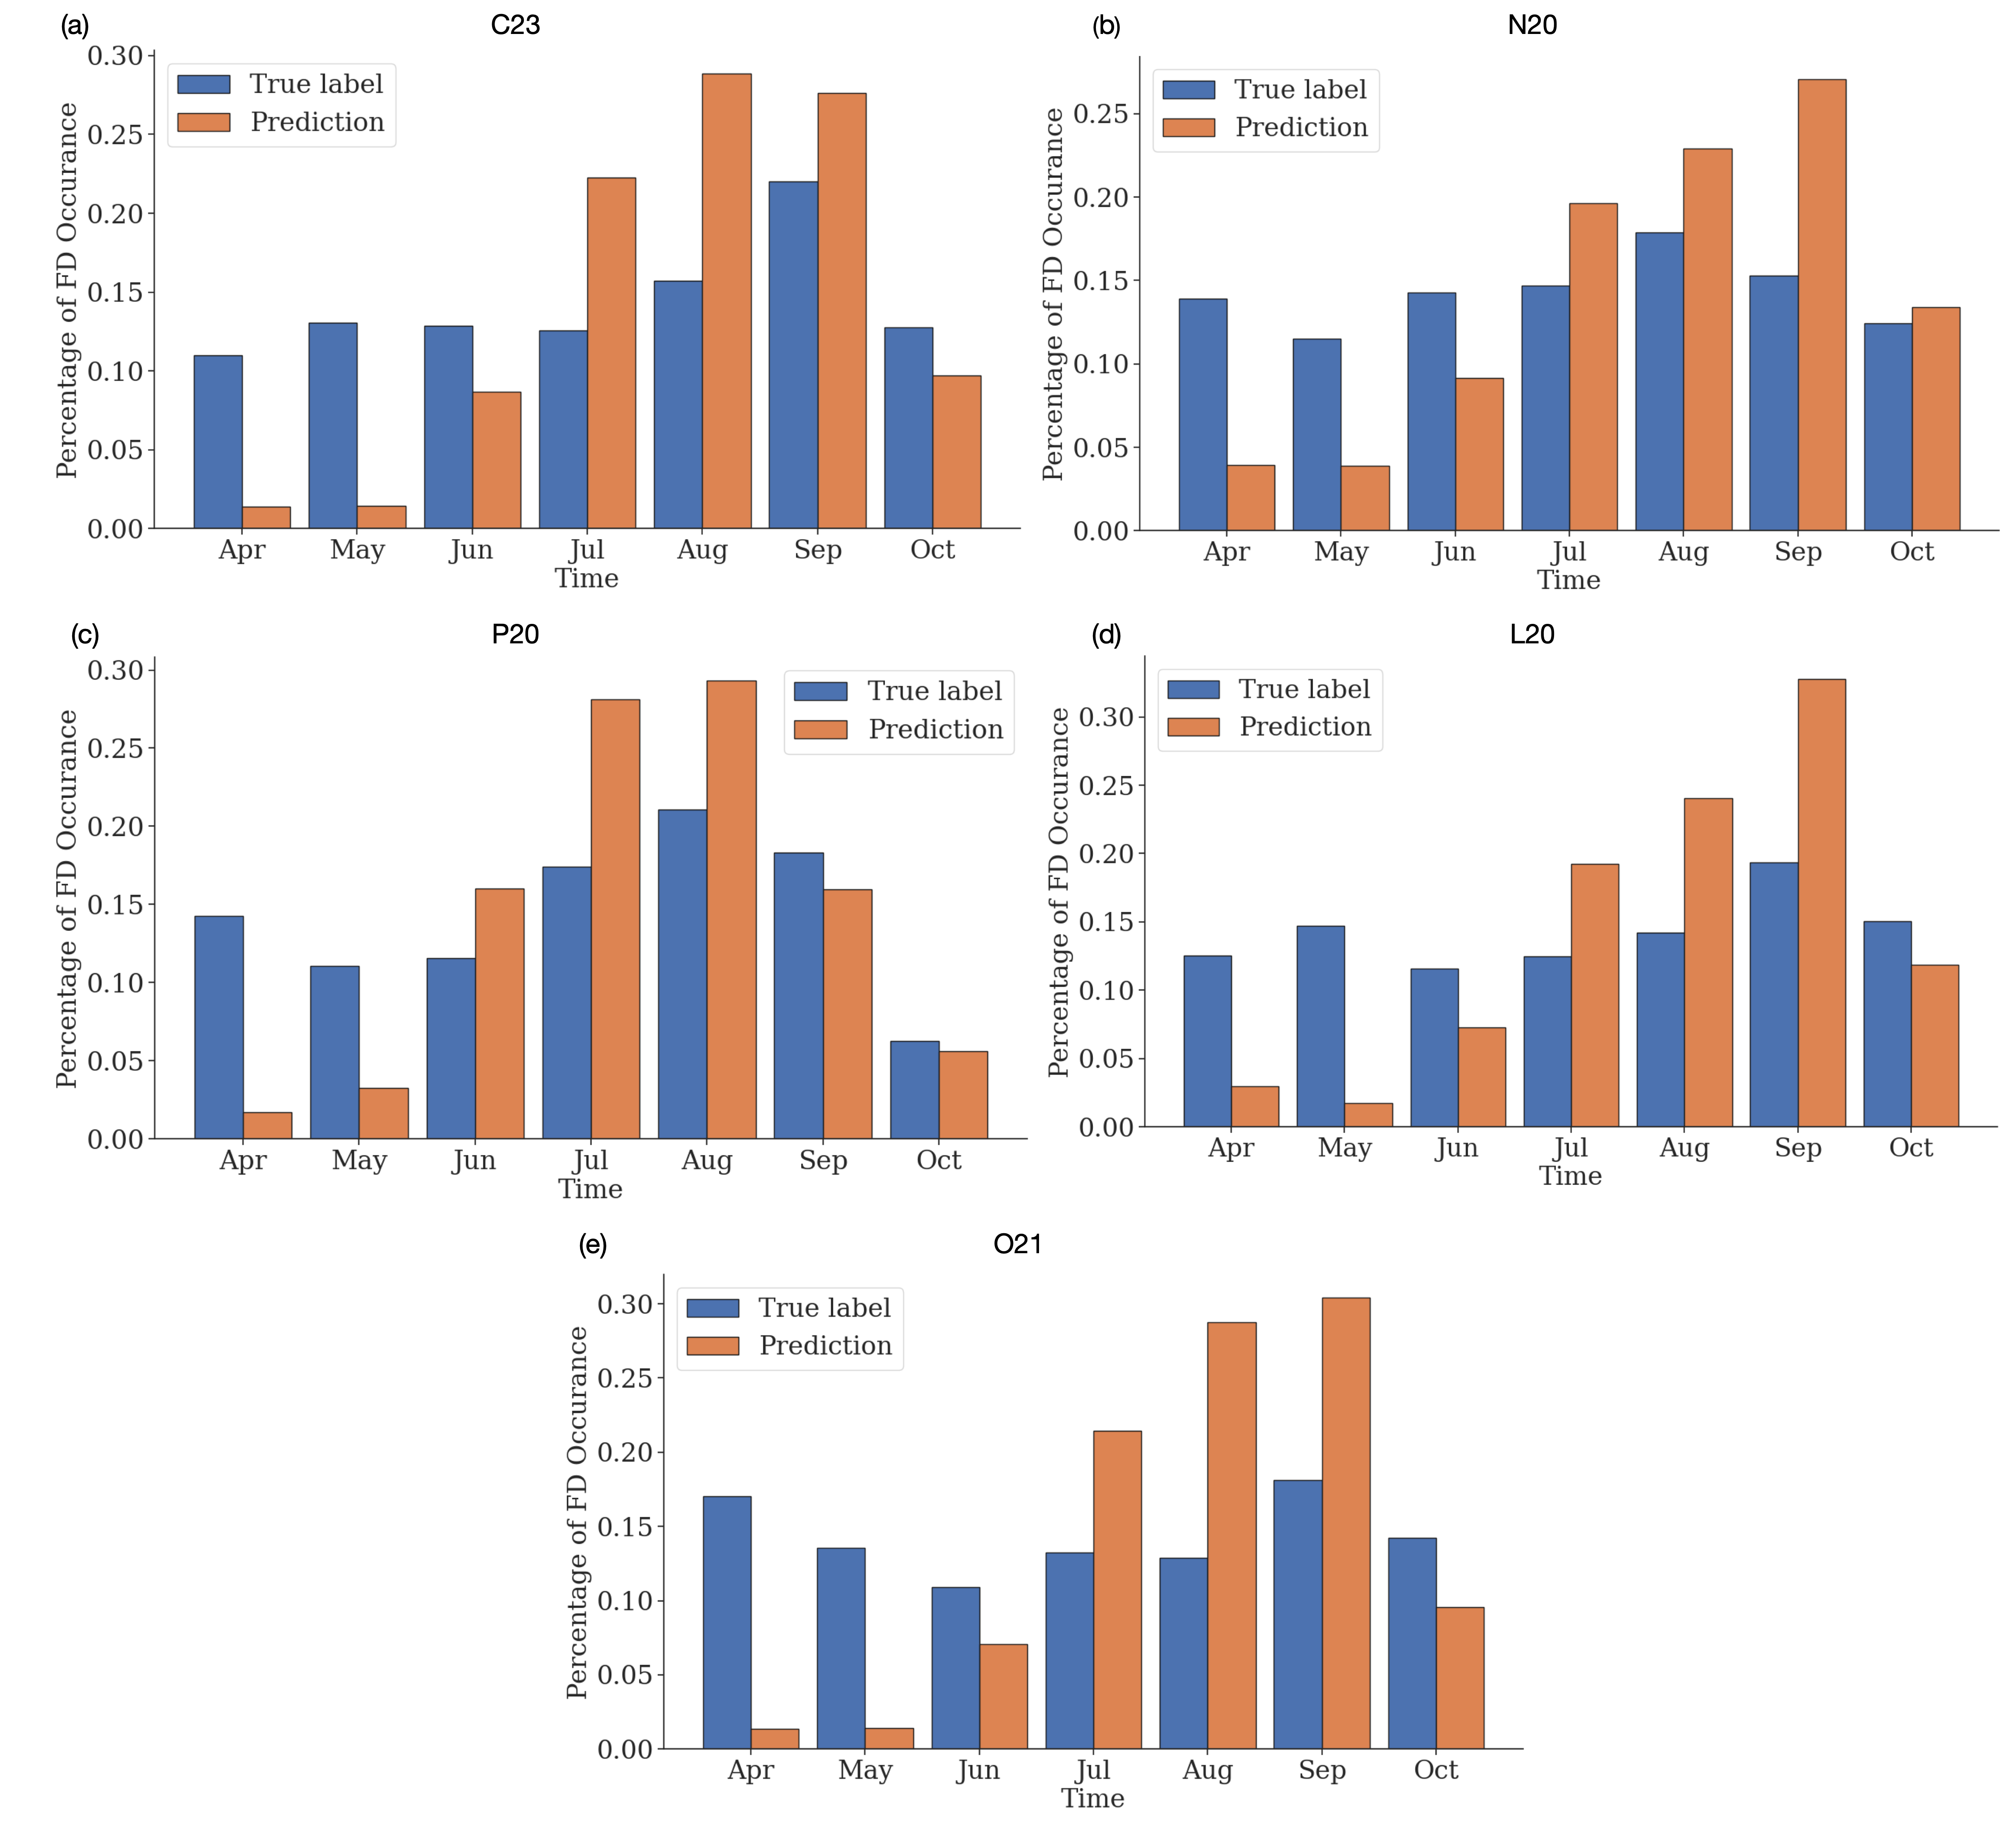 (a)
C23
0.30
0.25
0.20
0.15
0.10
0.05
0.00
Percentage of FD Occurance
True label
Prediction
Apr May Jun Jul Aug Sep Oct
Time
(b)
N20
0.25
0.20
0.15
0.10
0.05
0.00
Percentage of FD Occurance
True label
Prediction
Apr May Jun Jul Aug Sep Oct
Time
(c)
P20
0.30
0.25
0.20
0.15
0.10
0.05
0.00
Percentage of FD Occurance
True label
Prediction
Apr May Jun Jul Aug Sep Oct
Time
(d)
L20
0.30
0.25
0.20
0.15
0.10
0.05
0.00
Percentage of FD Occurance
True label
Prediction
Apr May Jun Jul Aug Sep Oct
Time
(e)
O21
0.30
0.25
0.20
0.15
0.10
0.05
0.00
Percentage of FD Occurance
True label
Prediction
Apr May Jun Jul Aug Sep Oct
Time